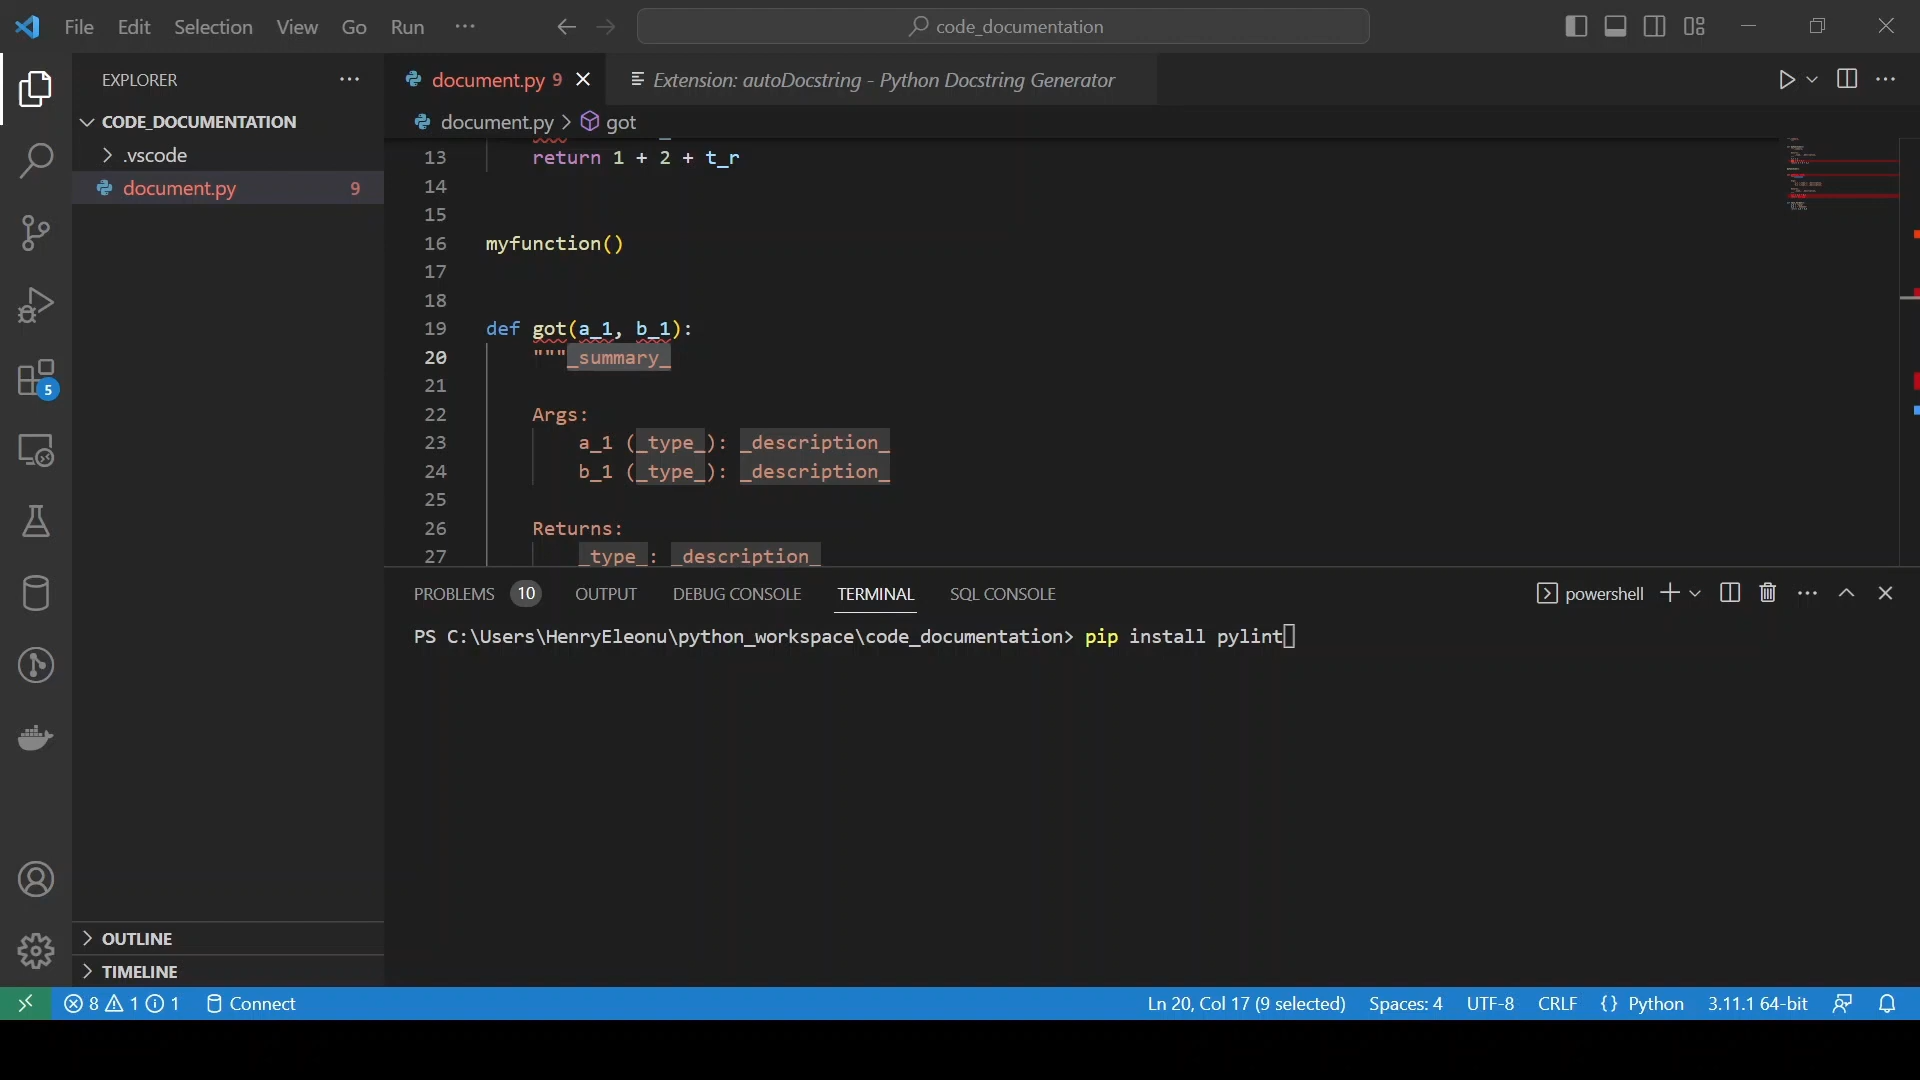 File Edit Selection View Go Run ···
code_documentation
EXPLORER ···
document.py 9
Extension: autoDocstring - Python Docstring Generator
CODE_DOCUMENTATION
document.py > got
.vscode
document.py 9
13 return 1 + 2 + t_r
14
15
16 myfunction()
17
18
19 def got(a_1, b_1):
20 """_summary_
21
22 Args:
23 a_1 (_type_): _description_
24 b_1 (_type_): _description_
25
26 Returns:
27 _type_: _description_
5
PROBLEMS 10 OUTPUT DEBUG CONSOLE TERMINAL SQL CONSOLE
powershell
PS C:\Users\HenryEleonu\python_workspace\code_documentation> pip install pylint
OUTLINE
TIMELINE
8 1 1 Connect
Ln 20, Col 17 (9 selected) Spaces: 4 UTF-8 CRLF {} Python 3.11.1 64-bit